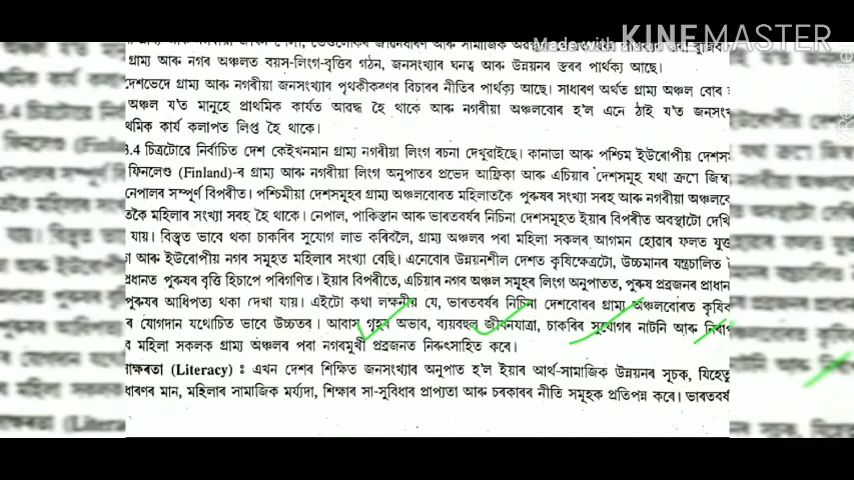 Made with KINEMASTER
গ্ৰাম্য আৰু নগৰ অঞ্চলত বয়স-লিংগ-বৃত্তিৰ গঠন, জনসংখ্যাৰ ঘনত্ব আৰু উন্নয়নৰ স্তৰৰ পাৰ্থক্য আছে।
দেশভেদে গ্ৰাম্য আৰু নগৰীয়া জনসংখ্যাৰ পৃথকীকৰণৰ বিচাৰৰ নীতিৰ পাৰ্থক্য আছে। সাধাৰণ অৰ্থত গ্ৰাম্য অঞ্চল বোৰ
অঞ্চল য'ত মানুহে প্ৰাথমিক কাৰ্যত আৱদ্ধ হৈ থাকে আৰু নগৰীয়া অঞ্চলবোৰ হ'ল এনে ঠাই য'ত
থমিক কাৰ্য কলাপত লিপ্ত হৈ থাকে।
3.4 চিত্ৰটোৱে নিৰ্বাচিত দেশ কেইখনমান গ্ৰাম্য নগৰীয়া লিংগ ৰচনা দেখুৱাইছে। কানাডা আৰু পশ্চিম ইউৰোপীয়
ফিনলেণ্ড (Finland)-ৰ গ্ৰাম্য আৰু নগৰীয়া লিংগ অনুপাতৰ প্ৰভেদ আফ্ৰিকা আৰু এচিয়াৰ দেশসমূহ যথা ক্ৰমে
নেপালৰ সম্পূৰ্ণ বিপৰীত। পশ্চিমীয়া দেশসমূহৰ গ্ৰাম্য অঞ্চলবোৰত মহিলাতকৈ পুৰুষৰ সংখ্যা সৰহ আৰু নগৰীয়া
তকৈ মহিলাৰ সংখ্যা সৰহ হৈ থাকে। নেপাল, পাকিস্তান আৰু ভাৰতবৰ্ষৰ নিচিনা দেশসমূহত ইয়াৰ বিপৰীত অৱস্থাটো দেখি
যায়। বিস্তৃত ভাবে থকা চাকৰিৰ সুযোগ লাভ কৰিবলৈ, গ্ৰাম্য অঞ্চলৰ পৰা মহিলা সকলৰ আগমন হোৱাৰ ফলত যুক্ত
আৰু ইউৰোপীয় নগৰ সমূহত মহিলাৰ সংখ্যা বেছি। এনেবোৰ উন্নয়নশীল দেশত কৃষিক্ষেত্ৰটো, উচ্চমানৰ যন্ত্ৰচালিত
প্ৰধানত পুৰুষৰ বৃত্তি হিচাপে পৰিগণিত। ইয়াৰ বিপৰীতে, এচিয়াৰ নগৰ অঞ্চল সমূহৰ লিংগ অনুপাতত, পুৰুষ প্ৰব্ৰজনৰ প্ৰাধান
পুৰুষৰ আধিপত্য থকা দেখা যায়। এইটো কথা লক্ষনীয় যে, ভাৰতবৰ্ষৰ নিচিনা দেশবোৰৰ গ্ৰাম্য অঞ্চলবোৰত
ৰ যোগদান যথোচিত ভাবে উচ্চতৰ। আবাস গৃহৰ অভাৱ, ব্যয়বহুল জীৱনযাত্ৰা, চাকৰিৰ সুযোগৰ নাটনি আৰু
মহিলা সকলক গ্ৰাম্য অঞ্চলৰ পৰা নগৰমুখী প্ৰব্ৰজনত নিৰুৎসাহিত কৰে।
াক্ষৰতা (Literacy) : এখন দেশৰ শিক্ষিত জনসংখ্যাৰ অনুপাত হ'ল ইয়াৰ আৰ্থ-সামাজিক উন্নয়নৰ সূচক,
ধাৰণৰ মান, মহিলাৰ সামাজিক মৰ্য্যদা, শিক্ষাৰ সা-সুবিধাৰ প্ৰাপ্যতা আৰু চৰকাৰৰ নীতি সমূহক প্ৰতিপন্ন কৰে।